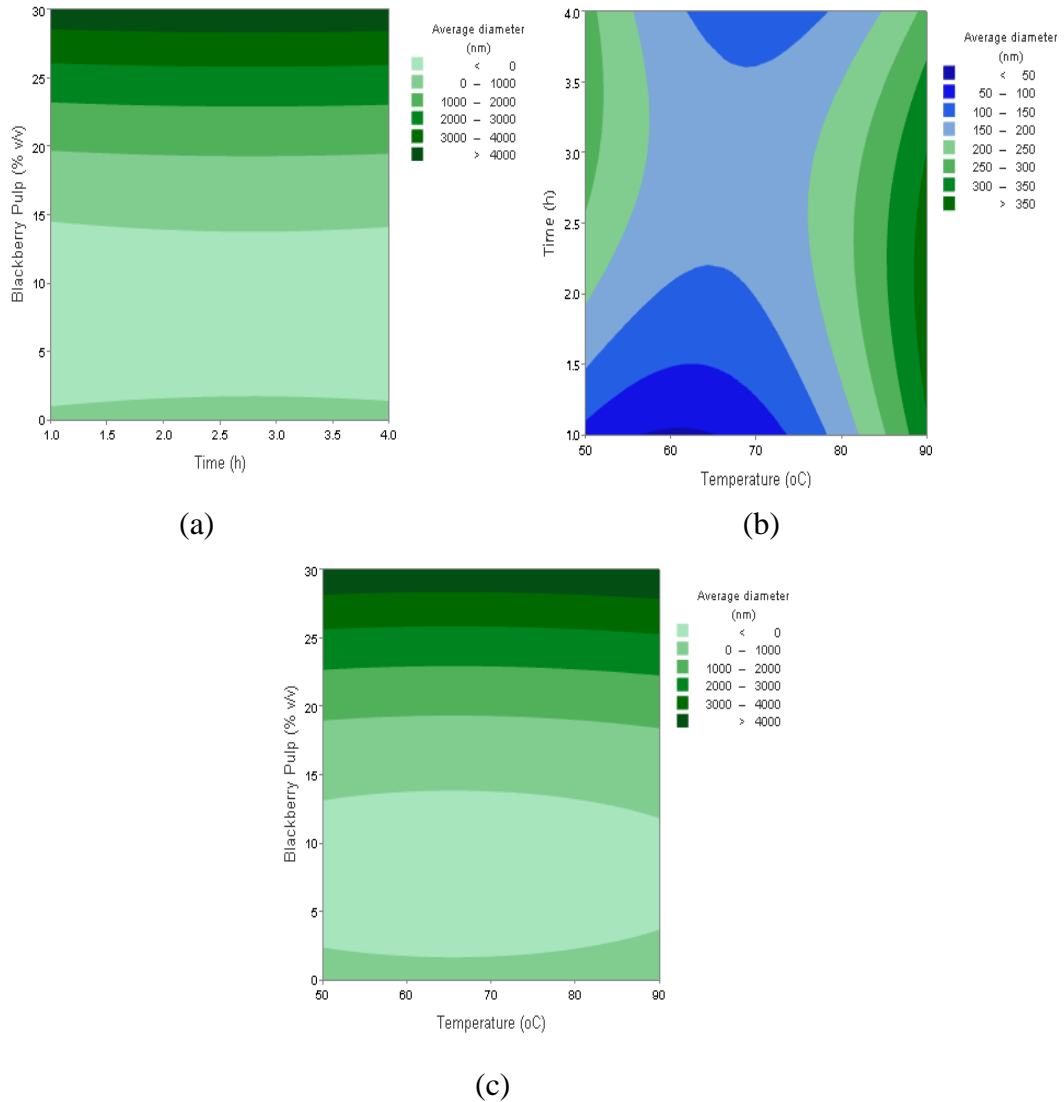 Average diameter
(nm)
< 0
0 – 1000
1000 – 2000
2000 – 3000
3000 – 4000
> 4000
Blackberry Pulp (% v/v)
30
25
20
15
10
5
0
1.0 1.5 2.0 2.5 3.0 3.5 4.0
Time (h)
(a)
Average diameter
(nm)
< 50
50 – 100
100 – 150
150 – 200
200 – 250
250 – 300
300 – 350
> 350
Time (h)
4.0
3.5
3.0
2.5
2.0
1.5
1.0
50 60 70 80 90
Temperature (oC)
(b)
Average diameter
(nm)
< 0
0 – 1000
1000 – 2000
2000 – 3000
3000 – 4000
> 4000
Blackberry Pulp (% v/v)
30
25
20
15
10
5
0
50 60 70 80 90
Temperature (oC)
(c)